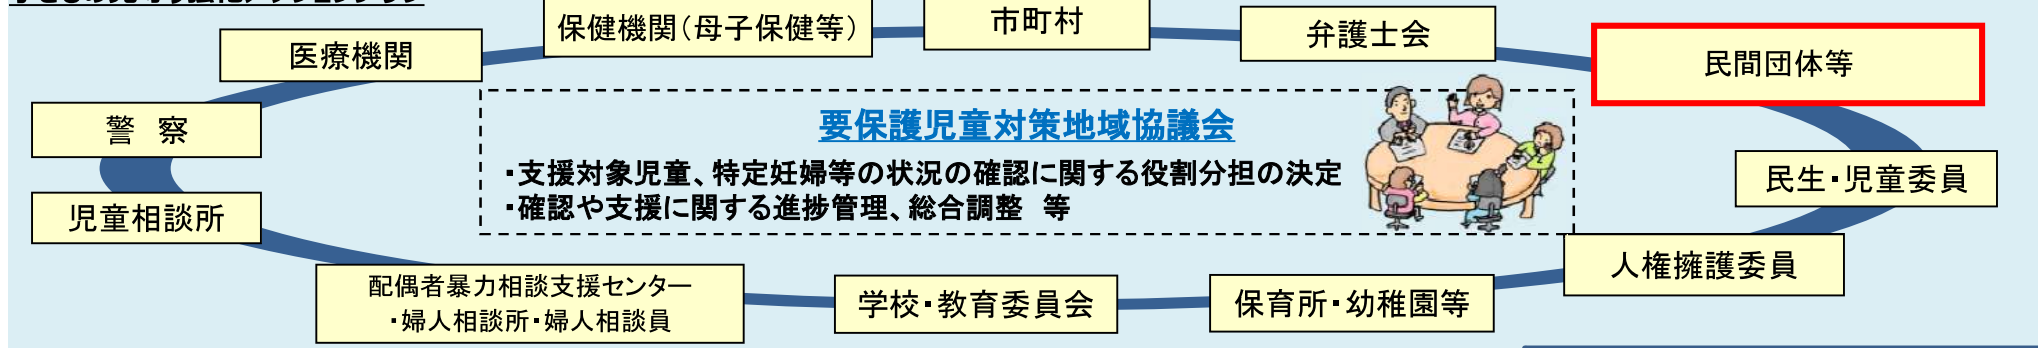 保健機関(母子保健等)
市町村
弁護士会
医療機関
民間団体等
警 察
要保護児童対策地域協議会
・支援対象児童、特定妊婦等の状況の確認に関する役割分担の決定
・確認や支援に関する進捗管理、総合調整 等
民生・児童委員
児童相談所
人権擁護委員
配偶者暴力相談支援センター
・婦人相談所・婦人相談員
学校・教育委員会
保育所・幼稚園等